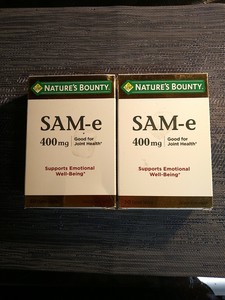 NATURE'S BOUNTY
SAM-e
400mg
Good for
Joint Health†
Supports Emotional
Well-Being*
NATURE'S BOUNTY
SAM-e
400mg
Good for
Joint Health†
Supports Emotional
Well-Being*